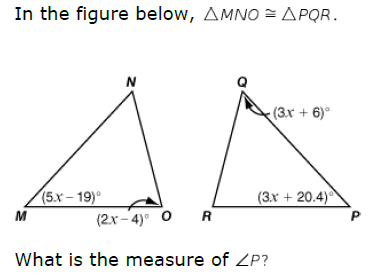 In the figure below, △MNO ≅ △PQR.
N Q
(3x + 6)°
(5x – 19)° (3x + 20.4)°
M (2x – 4)° O R P
What is the measure of ∠P?